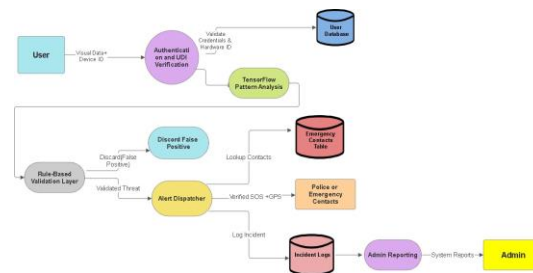 User
Visual Data+
Device ID
Authenticati
on and UDI
Verification
Validate
Credentials &
Hardware ID
User
Database
TensorFlow
Pattern Analysis
Rule-Based
Validation Layer
Discard(False
Positive)
Discord False
Positive
Validated Threat
Alert Dispatcher
Lookup Contacts
Emergency
Contacts
Table
Verified SOS +GPS
Police or
Emergency
Contacts
Log Incident
Incident Logs
Admin Reporting
System Reports
Admin